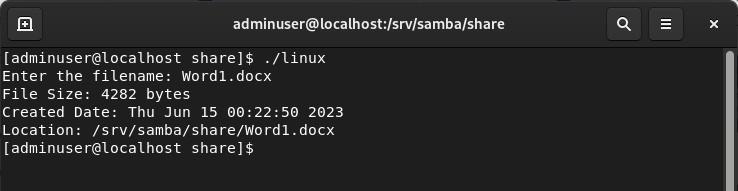 adminuser@localhost:/srv/samba/share
[adminuser@localhost share]$ ./linux
Enter the filename: Word1.docx
File Size: 4282 bytes
Created Date: Thu Jun 15 00:22:50 2023
Location: /srv/samba/share/Word1.docx
[adminuser@localhost share]$